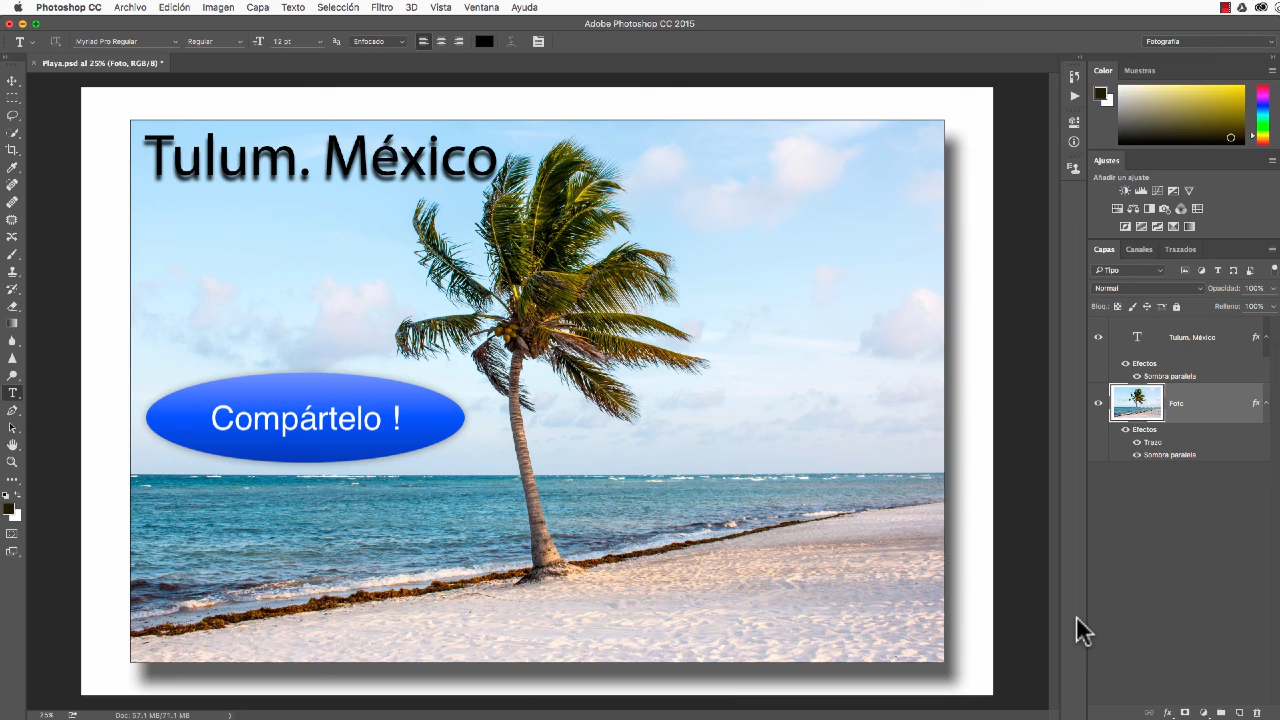 Photoshop CC Archivo Edición Imagen Capa Texto Selección Filtro 3D Vista Ventana Ayuda
Adobe Photoshop CC 2015
Myriad Pro Regular Regular 12 pt Enfocado Fotografía
Playa.psd al 25% (Foto, RGB/8) *
Color Muestras
Tulum. México
Compártelo !
Ajustes
Añadir un ajuste
Capas Canales Trazados
Tipo
Normal Opacidad: 100%
Bloq.: Relleno: 100%
Tulum. México fx
Efectos
Sombra paralela
Foto fx
Efectos
Trazo
Sombra paralela
25% Doc: 57.1 MB/71.1 MB